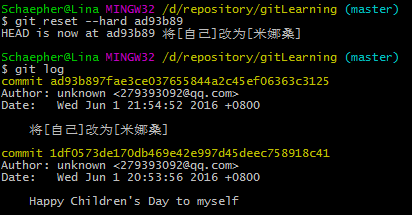 Schaepher@Lina MINGW32 /d/repository/gitLearning (master)
$ git reset --hard ad93b89
HEAD is now at ad93b89 将[自己]改为[米娜桑]
Schaepher@Lina MINGW32 /d/repository/gitLearning (master)
$ git log
commit ad93b897fae3ce037655844a2c45ef06363c3125
Author: unknown <279393092@qq.com>
Date:   Wed Jun 1 21:54:52 2016 +0800
将[自己]改为[米娜桑]
commit 1df0573de170db469e42e997d45deec758918c41
Author: unknown <279393092@qq.com>
Date:   Wed Jun 1 20:53:56 2016 +0800
Happy Children's Day to myself